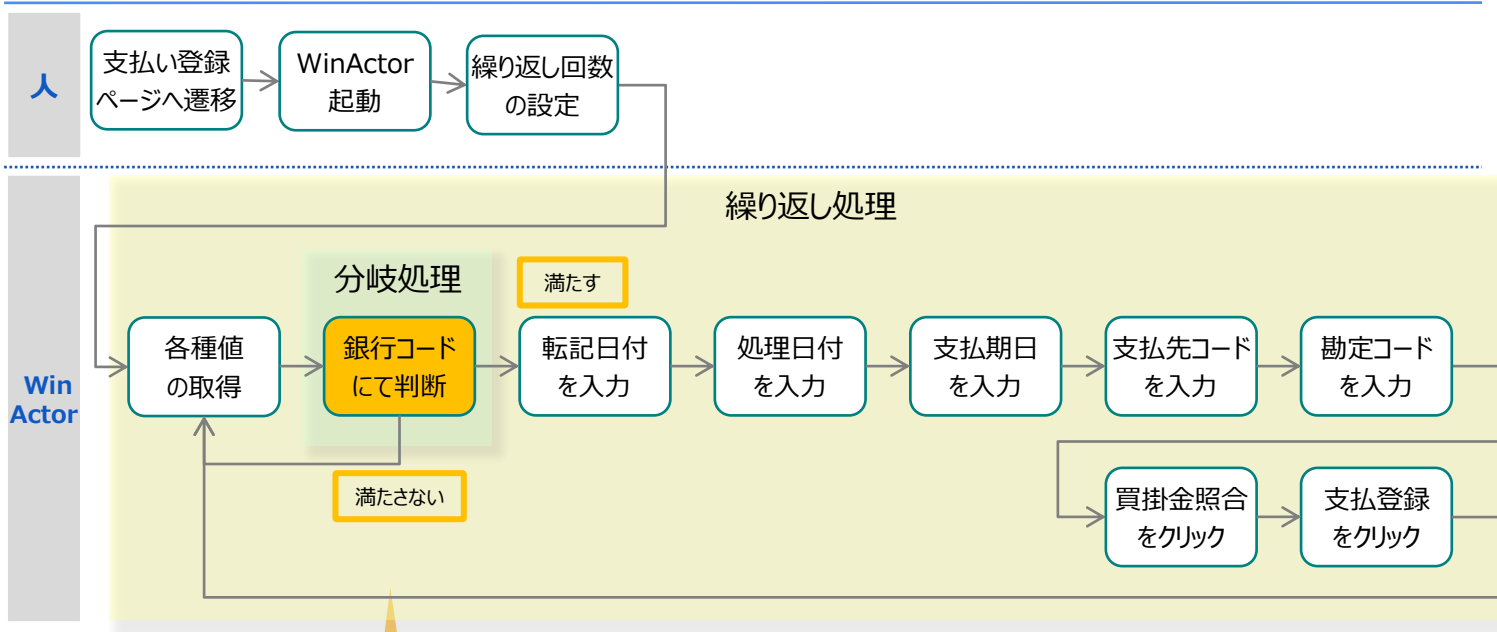 人
支払い登録
ページへ遷移
WinActor
起動
繰り返し回数
の設定
Win
Actor
繰り返し処理
分岐処理
満たす
各種値
の取得
銀行コード
にて判断
転記日付
を入力
処理日付
を入力
支払期日
を入力
支払先コード
を入力
勘定コード
を入力
満たさない
買掛金照合
をクリック
支払登録
をクリック